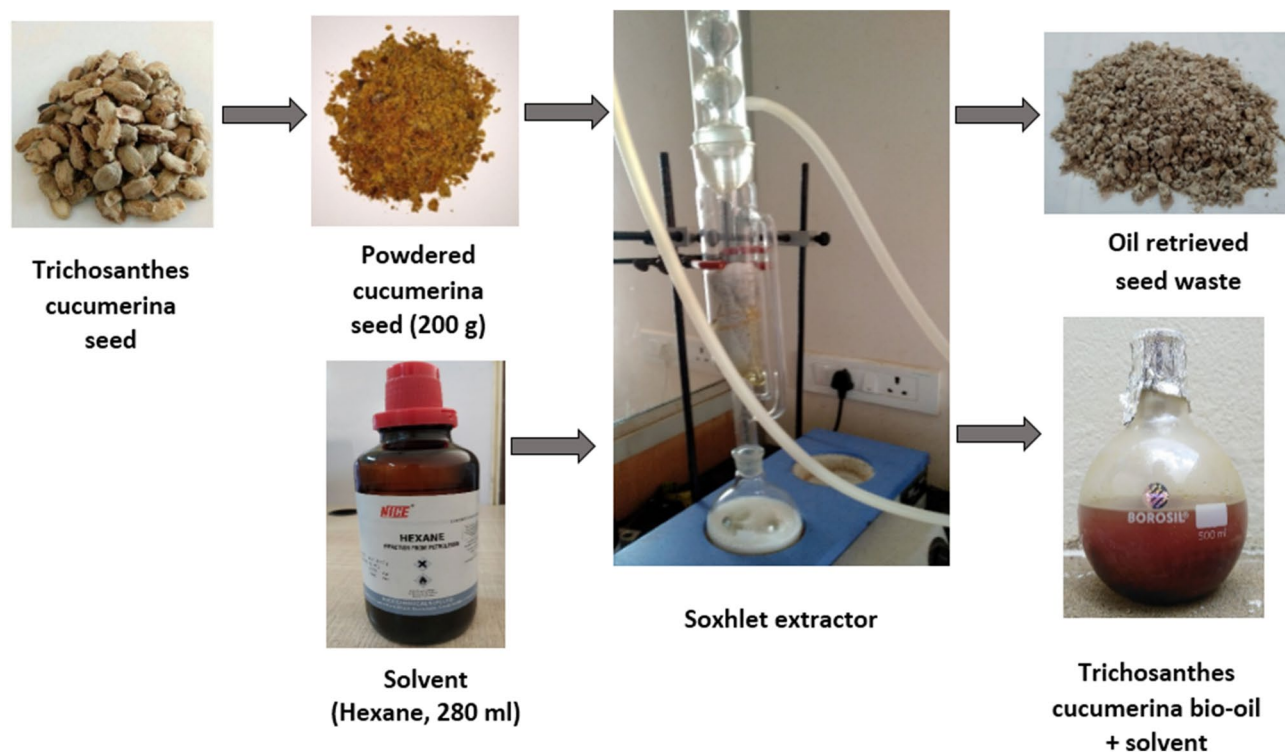 Trichosanthes
cucumerina
seed
Powdered
cucumerina
seed (200 g)
NICE
HEXANE
Solvent
(Hexane, 280 ml)
Soxhlet extractor
Oil retrieved
seed waste
BOROSIL®
500 ml
Trichosanthes
cucumerina bio-oil
+ solvent